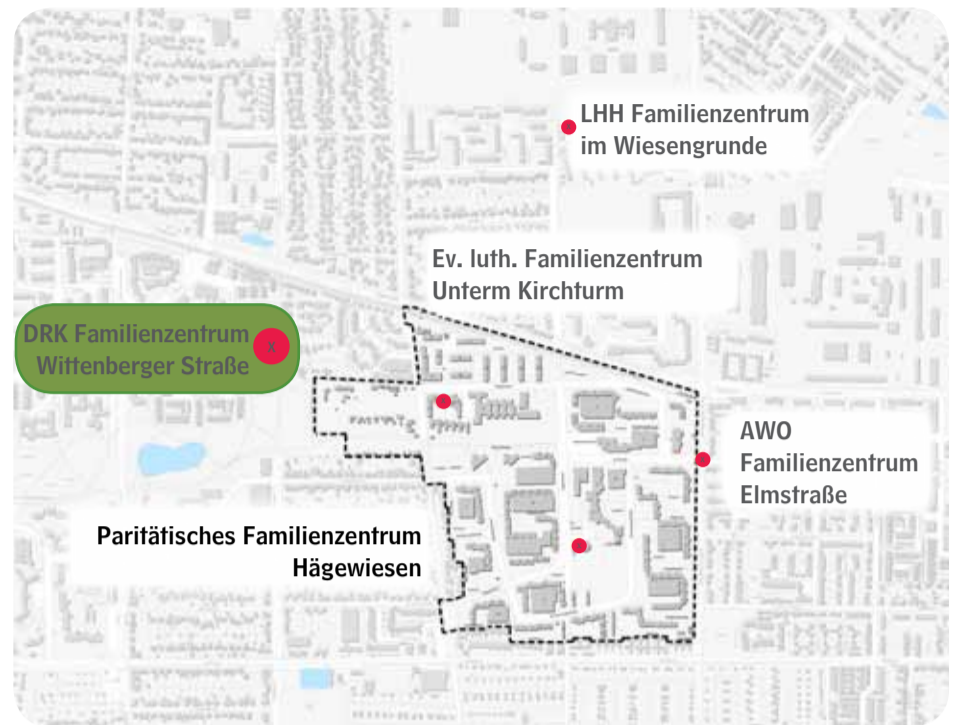 LHH Familienzentrum
im Wiesengrunde
Ev. luth. Familienzentrum
Unterm Kirchturm
DRK Familienzentrum
Wittenberger Straße
x
AWO
Familienzentrum
Elmstraße
Paritätisches Familienzentrum
Hägewiesen